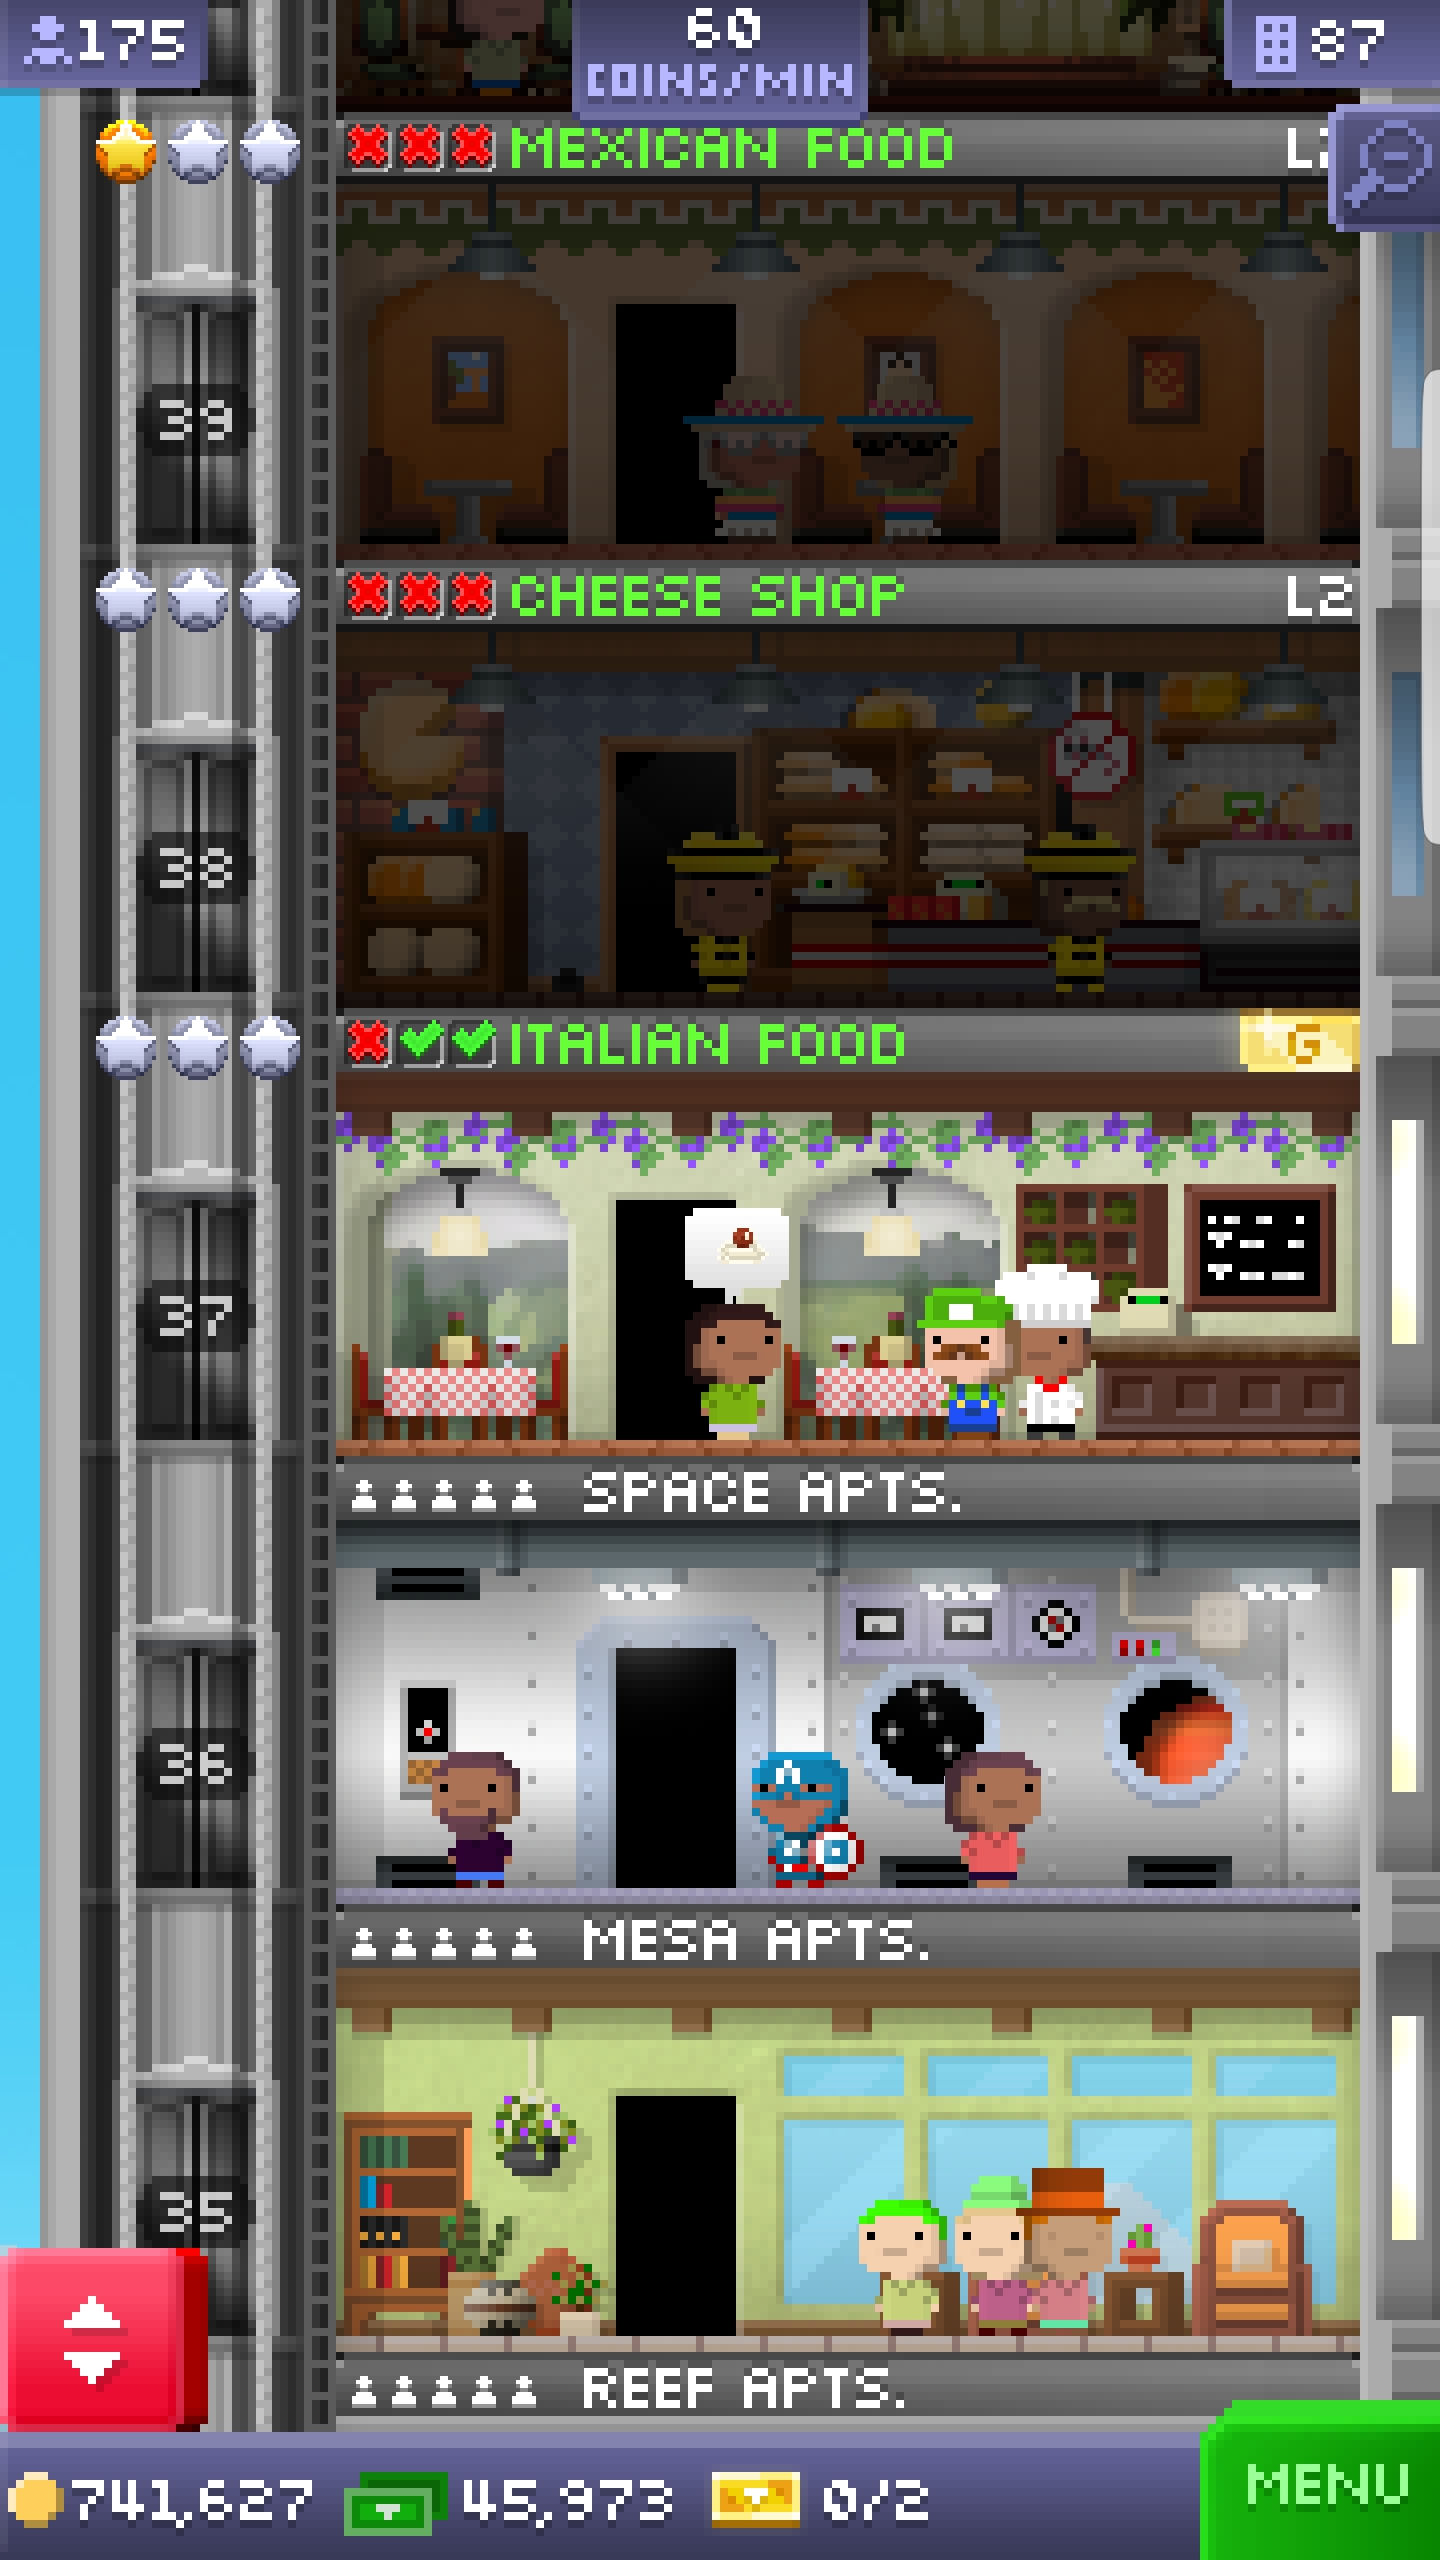 175
60
COINS/MIN
87
MEXICAN FOOD
39
CHEESE SHOP L2
38
ITALIAN FOOD G
37
SPACE APTS.
36
MESA APTS.
35
REEF APTS.
741,627 45,973 0/2
MENU